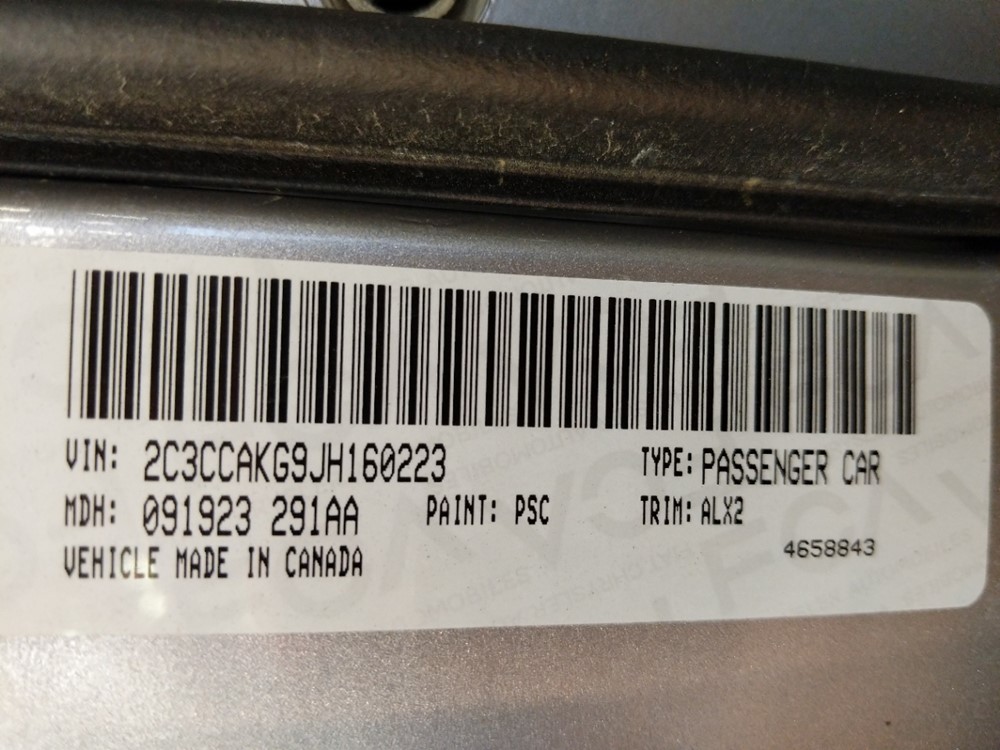 VIN: 2C3CCAKG9JH160223 TYPE: PASSENGER CAR
MDH: 091923 291AA PAINT: PSC TRIM: ALX2
VEHICLE MADE IN CANADA 4658843